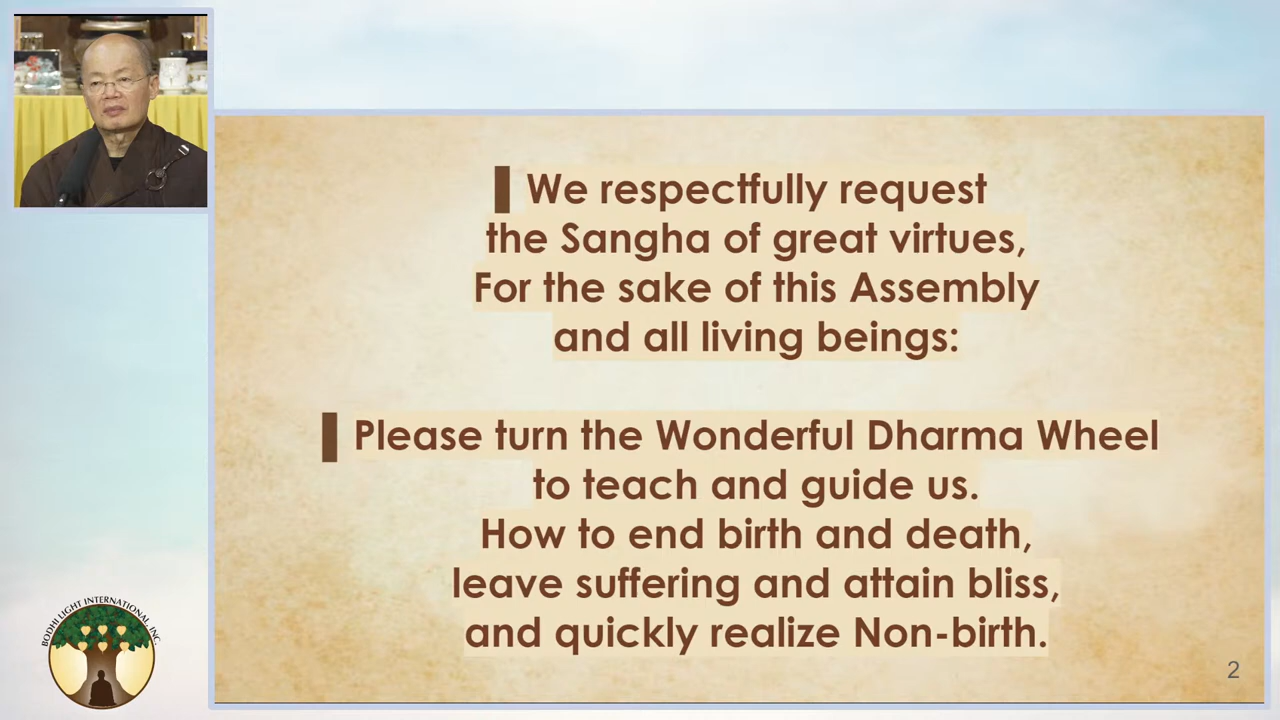 We respectfully request
the Sangha of great virtues,
For the sake of this Assembly
and all living beings:
Please turn the Wonderful Dharma Wheel
to teach and guide us.
How to end birth and death,
leave suffering and attain bliss,
and quickly realize Non-birth.
2
BODHI LIGHT INTERNATIONAL, INC.